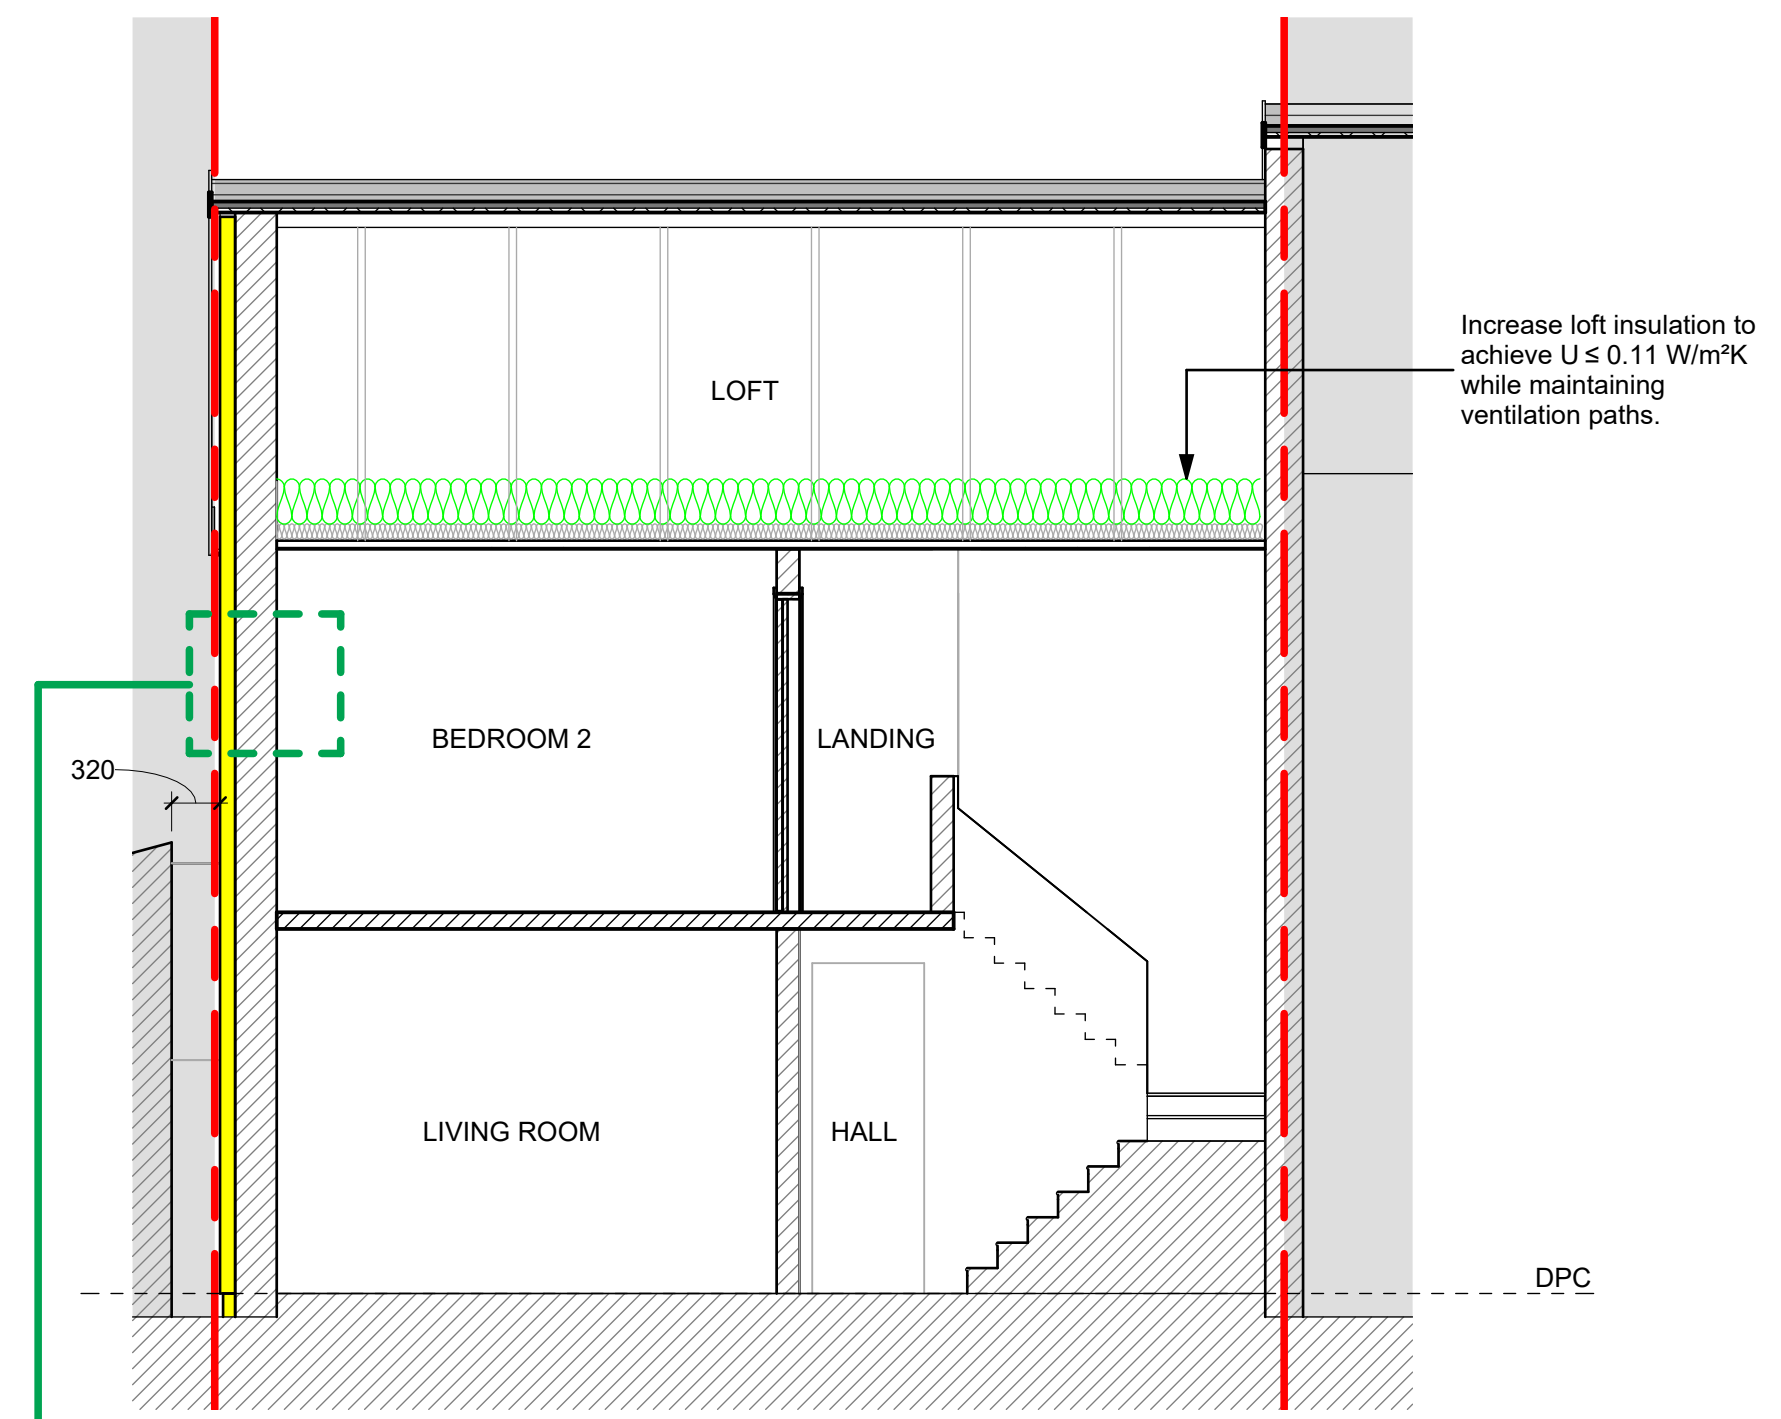 Increase loft insulation to
achieve U ≤ 0.11 W/m²K
while maintaining
ventilation paths.
LOFT
BEDROOM 2
LANDING
320
LIVING ROOM
HALL
DPC